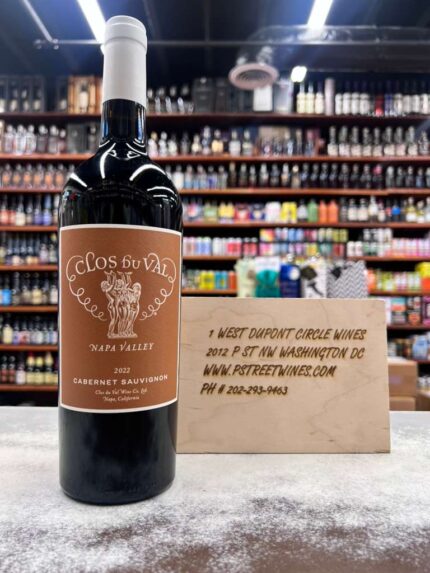 CLOS DU VAL
NAPA VALLEY
2022
CABERNET SAUVIGNON
Clos du Val Wine Co. Ltd.
Napa, California
1 WEST DUPONT CIRCLE WINES
2012 P ST NW WASHINGTON DC
WWW.PSTREETWINES.COM
PH # 202-293-9463